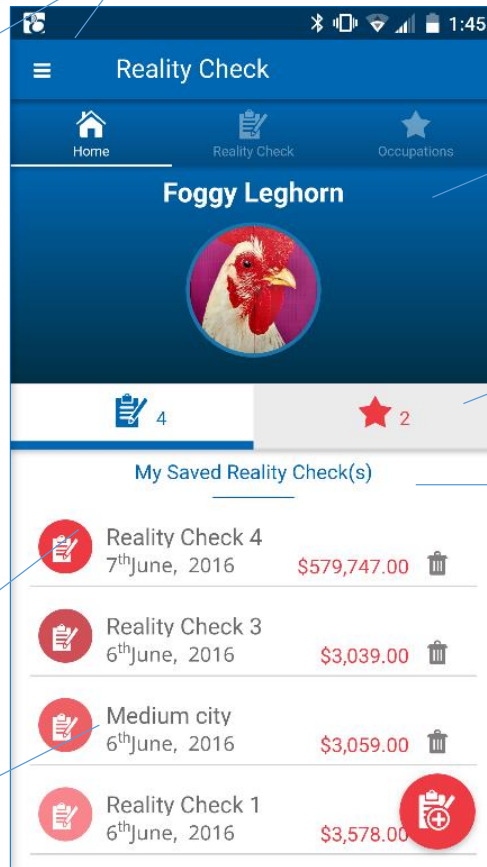 1:45
Reality Check
Home
Reality Check
Occupations
Foggy Leghorn
4
2
My Saved Reality Check(s)
Reality Check 4
7thJune, 2016 $579,747.00
Reality Check 3
6thJune, 2016 $3,039.00
Medium city
6thJune, 2016 $3,059.00
Reality Check 1
6thJune, 2016 $3,578.00